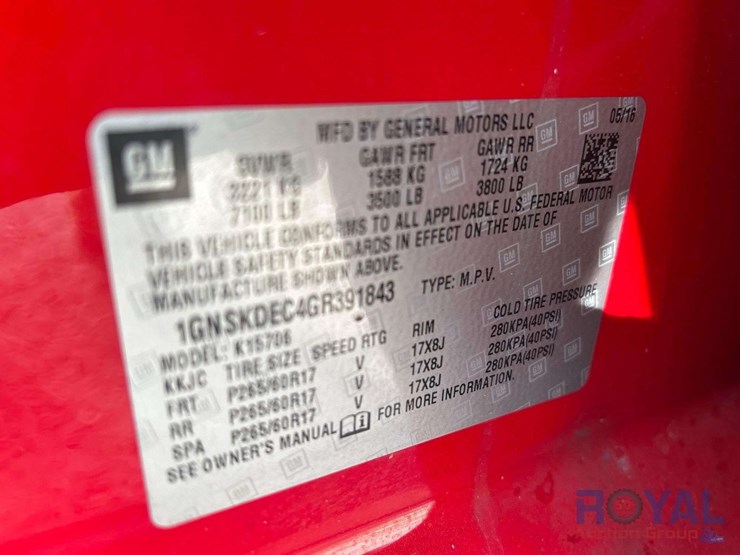 GM
MFD BY GENERAL MOTORS LLC 05/16
GVWR GAWR FRT GAWR RR
3221 KG 1588 KG 1724 KG
7100 LB 3500 LB 3800 LB
THIS VEHICLE CONFORMS TO ALL APPLICABLE U.S. FEDERAL MOTOR
VEHICLE SAFETY STANDARDS IN EFFECT ON THE DATE OF
MANUFACTURE SHOWN ABOVE.
1GNSKDEC4GR391843 TYPE: M.P.V.
MODEL: K15706
KKJC TIRE SIZE SPEED RTG RIM COLD TIRE PRESSURE
FRT P265/60R17 V 17X8J 280KPA(40PSI)
RR P265/60R17 V 17X8J 280KPA(40PSI)
SPA P265/60R17 V 17X8J 280KPA(40PSI)
SEE OWNER'S MANUAL FOR MORE INFORMATION.
ROYAL
Auction Group